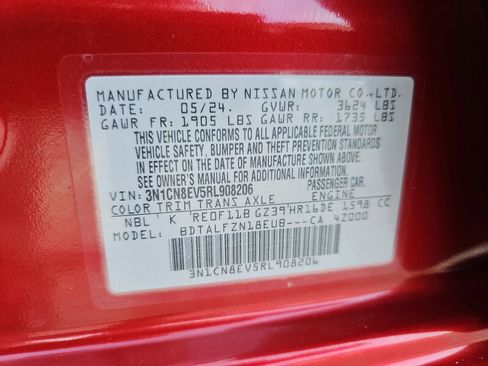 MANUFACTURED BY NISSAN MOTOR CO.,LTD.
DATE: 05/24. GVWR: 3624 LBS
GAWR FR: 1905 LBS GAWR RR: 1735 LBS
THIS VEHICLE CONFORMS TO ALL APPLICABLE FEDERAL MOTOR
VEHICLE SAFETY, BUMPER AND THEFT PREVENTION STANDARDS
IN EFFECT ON THE DATE OF MANUFACTURE SHOWN ABOVE.
SEE OWNER'S MANUAL FOR ADDITIONAL INFORMATION.
VIN: 3N1CN8EV5RL908206 PASSENGER CAR.
COLOR TRIM TRANS AXLE ENGINE
NBL K RE0F11B GZ39 HR16DE 1598 CC
MODEL: BDTALFZN18EU8---CA 4Z000
3N1CN8EV5RL908206